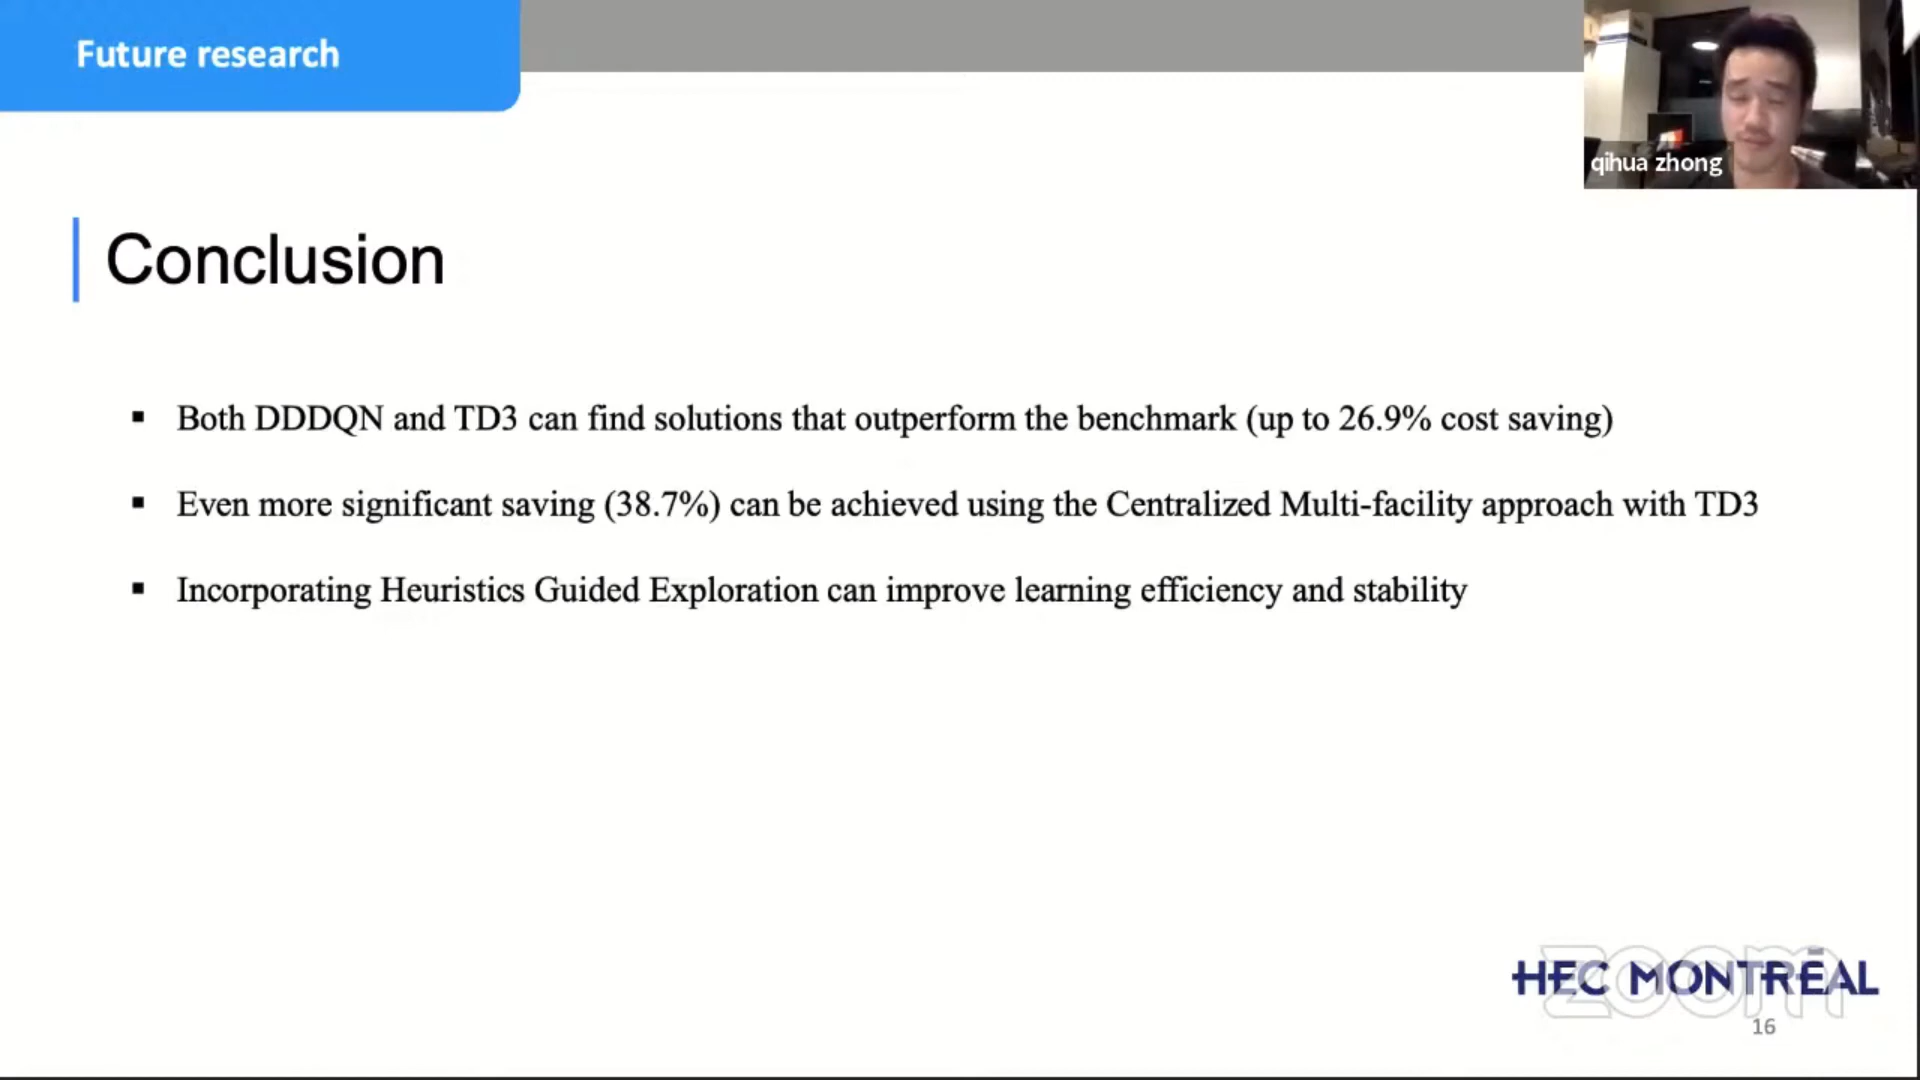 Future research
qihua zhong
Conclusion
▪ Both DDDQN and TD3 can find solutions that outperform the benchmark (up to 26.9% cost saving)
▪ Even more significant saving (38.7%) can be achieved using the Centralized Multi-facility approach with TD3
▪ Incorporating Heuristics Guided Exploration can improve learning efficiency and stability
HEC MONTRĒAL
zoom
16